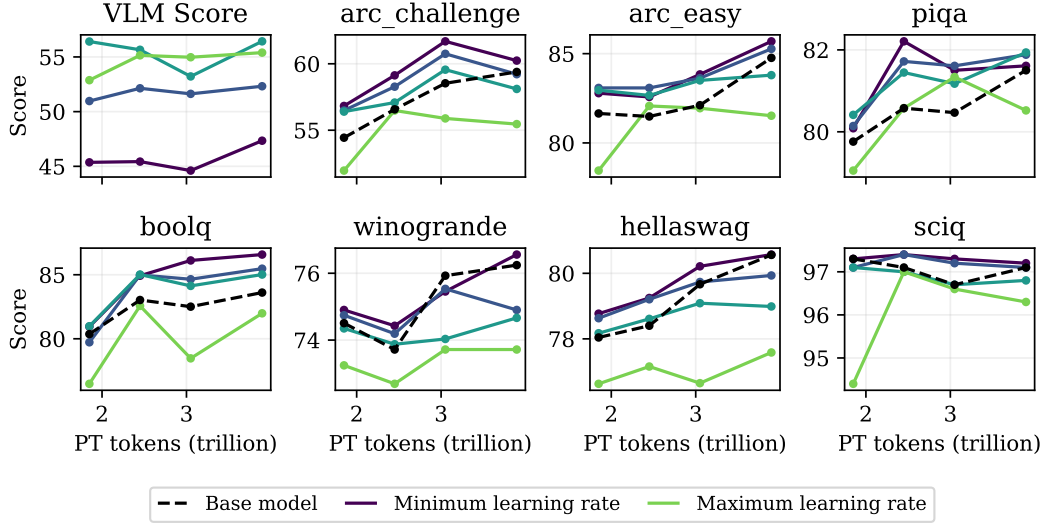 VLM Score
arc_challenge
arc_easy
piqa
Score
55
50
45
60
55
85
80
82
80
boolq
winogrande
hellaswag
sciq
Score
85
80
76
74
80
78
97
96
95
2 3
2 3
2 3
2 3
PT tokens (trillion)
PT tokens (trillion)
PT tokens (trillion)
PT tokens (trillion)
Base model
Minimum learning rate
Maximum learning rate